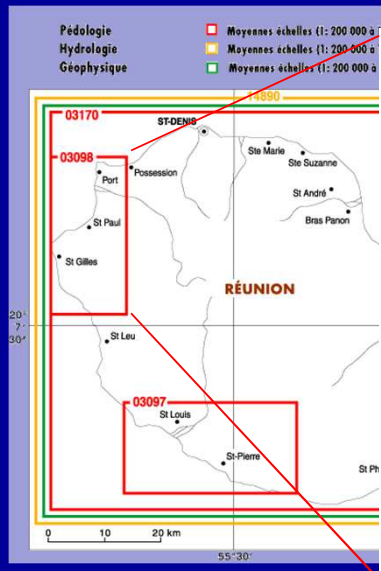 Pédologie Moyennes échelles (1: 200 000 à
Hydrologie Moyennes échelles (1: 200 000 à
Géophysique Moyennes échelles (1: 200 000 à
14890
03170
ST-DENIS
03098
Ste Marie
Ste Suzanne
Port
Possession
St André
Bras Panon
St Paul
St Gilles
RÉUNION
20°
7'
30"
St Leu
03097
St Louis
St-Pierre
St Ph
0 10 20 km
55°30'